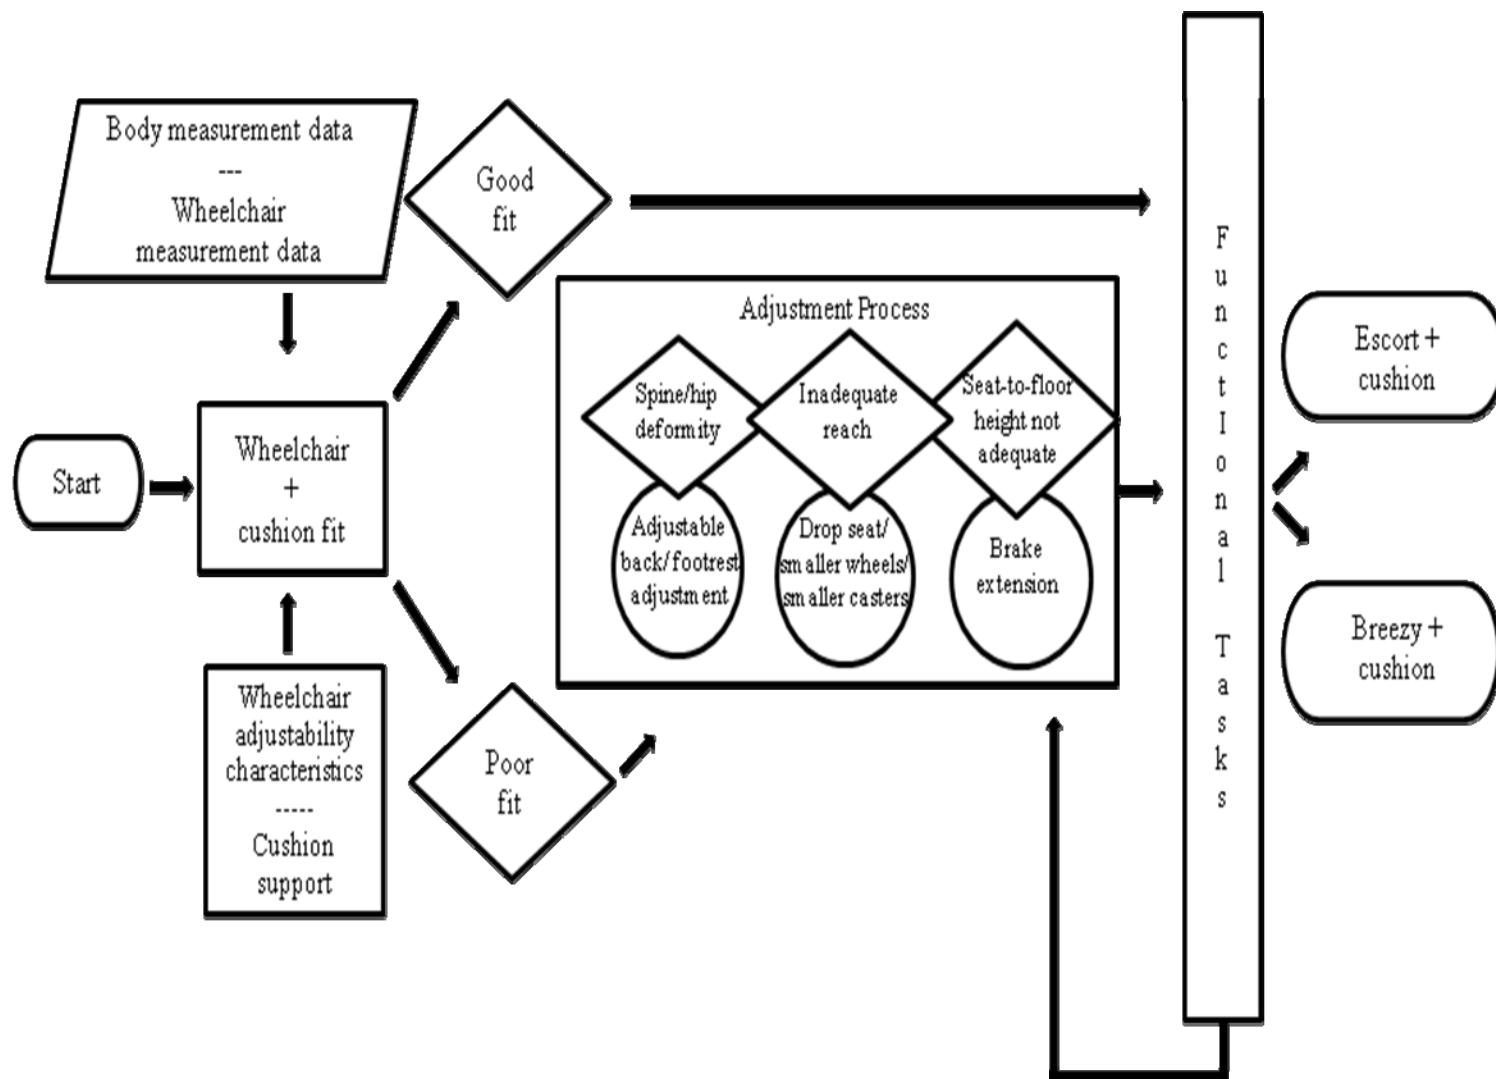 Body measurement data
---
Wheelchair
measurement data
Good
fit
Start
Wheelchair
+
cushion fit
Wheelchair
adjustability
characteristics
-----
Cushion
support
Poor
fit
Adjustment Process
Spine/hip
deformity
Inadequate
reach
Seat-to-floor
height not
adequate
Adjustable
back/footrest
adjustment
Drop seat/
smaller wheels/
smaller casters
Brake
extension
F
u
n
c
t
I
o
n
a
l
T
a
s
k
s
Escort +
cushion
Breezy +
cushion